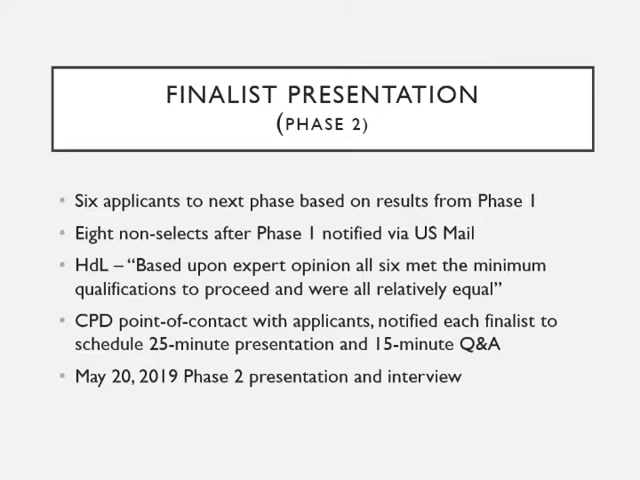 FINALIST PRESENTATION
(PHASE 2)
• Six applicants to next phase based on results from Phase 1
• Eight non-selects after Phase 1 notified via US Mail
• HdL – “Based upon expert opinion all six met the minimum
qualifications to proceed and were all relatively equal”
• CPD point-of-contact with applicants, notified each finalist to
schedule 25-minute presentation and 15-minute Q&A
• May 20, 2019 Phase 2 presentation and interview